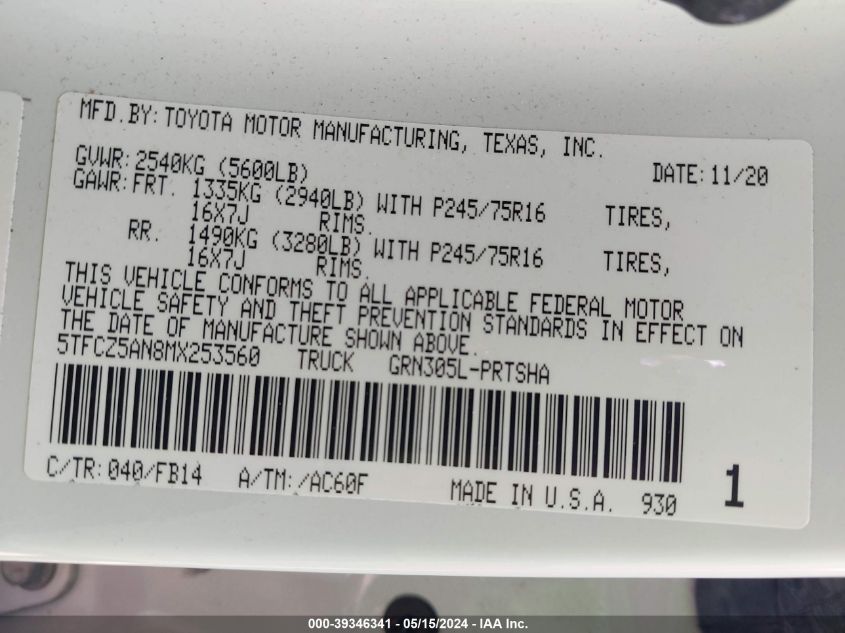 MFD.BY: TOYOTA MOTOR MANUFACTURING, TEXAS, INC.
GVWR: 2540KG (5600LB) DATE: 11/20
GAWR: FRT. 1335KG (2940LB) WITH P245/75R16 TIRES,
16X7J RIMS.
RR. 1490KG (3280LB) WITH P245/75R16 TIRES,
16X7J RIMS.
THIS VEHICLE CONFORMS TO ALL APPLICABLE FEDERAL MOTOR
VEHICLE SAFETY AND THEFT PREVENTION STANDARDS IN EFFECT ON
THE DATE OF MANUFACTURE SHOWN ABOVE.
5TFCZ5AN8MX253560 TRUCK GRN305L-PRTSHA
C/TR: 040/FB14 A/TM: /AC60F MADE IN U.S.A. 930 1
000-39346341 - 05/15/2024 - IAA Inc.